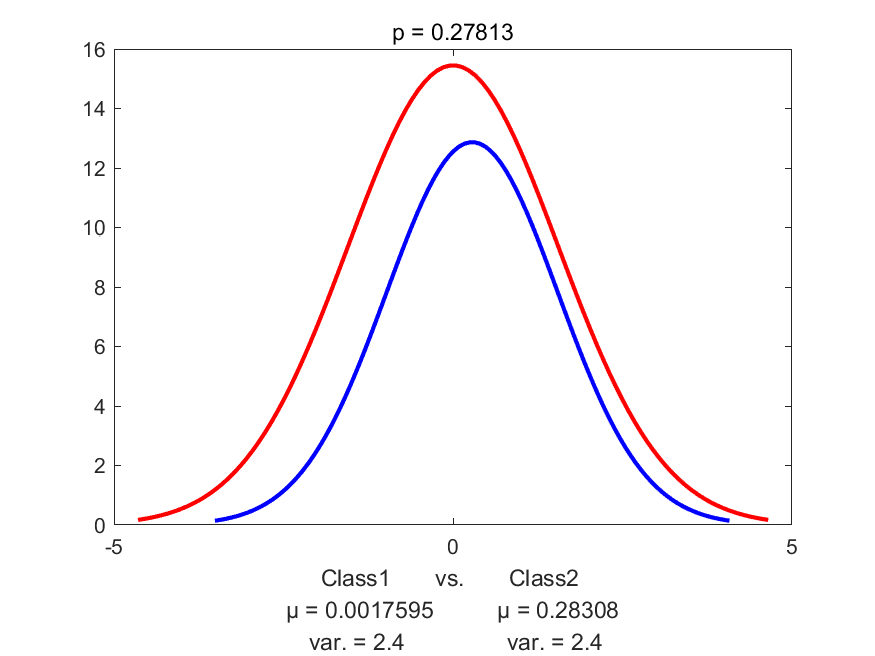 p = 0.27813
16
14
12
10
8
6
4
2
0
-5 0 5
Class1 vs. Class2
μ = 0.0017595 μ = 0.28308
var. = 2.4 var. = 2.4